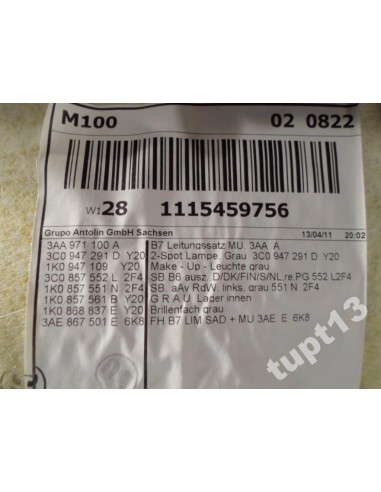 M100 02 0822
W128 1115459756
Grupo Antolin GmbH Sachsen 13/04/11 20:02
3AA 971 100 A B7 Leitungssatz MU. 3AA A
3C0 947 291 D Y20 2-Spot Lampe Grau 3C0 947 291 D Y20
1K0 947 109 Y20 Make - Up - Leuchte grau
3C0 857 552 L 2F4 SB B6 ausz. D/DK/FIN/S/NL,re,PG 552 L2F4
1K0 857 551 N 2F4 SB. aAv RdW. links. grau 551 N 2F4
1K0 857 561 B Y20 G R A U Lager innen
1K0 868 837 E Y20 Brillenfach grau
3AE 867 501 E 6K8 FH B7 LIM SAD + MU 3AE E 6K8
tupt13